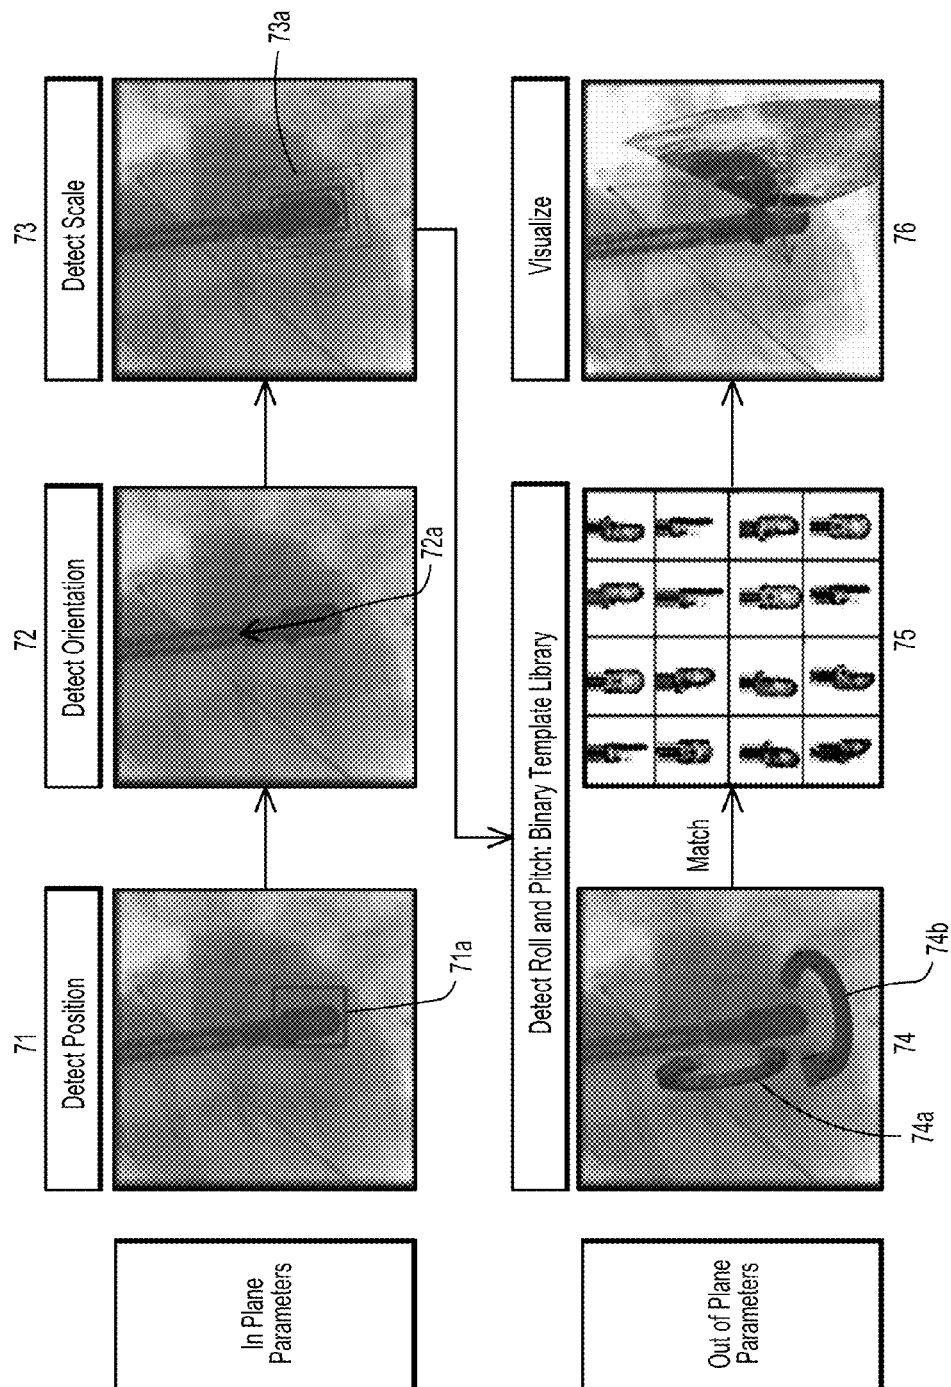 71
72
73
Detect Position
Detect Orientation
Detect Scale
In Plane
Parameters
71a
72a
73a
Detect Roll and Pitch: Binary Template Library
Visualize
Out of Plane
Parameters
Match
74a
74b
74
75
76